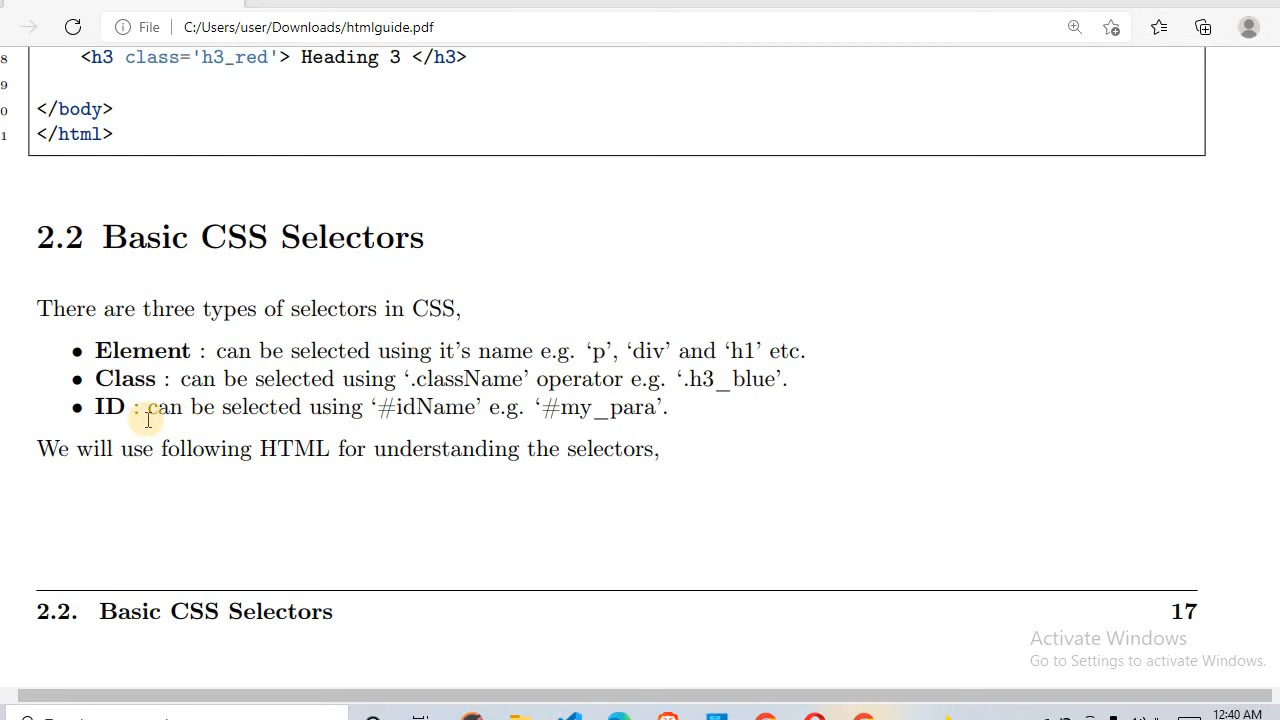 File
C:/Users/user/Downloads/htmlguide.pdf
8 <h3 class='h3_red'> Heading 3 </h3>
9
0 </body>
1 </html>
2.2 Basic CSS Selectors
There are three types of selectors in CSS,
• Element : can be selected using it’s name e.g. ‘p’, ‘div’ and ‘h1’ etc.
• Class : can be selected using ‘.className’ operator e.g. ‘.h3_blue’.
• ID : can be selected using ‘#idName’ e.g. ‘#my_para’.
We will use following HTML for understanding the selectors,
2.2. Basic CSS Selectors 17
Activate Windows
Go to Settings to activate Windows.
12:40 AM